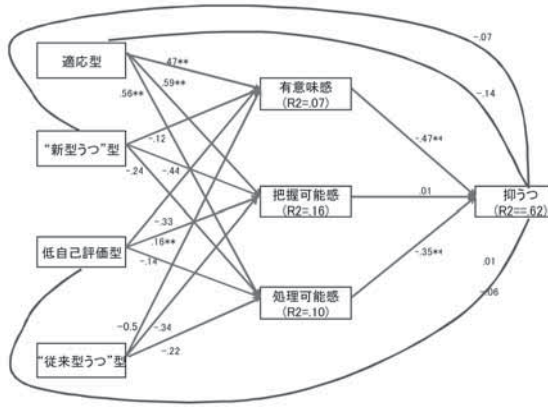 -.07
適応型
.47**
.59**
.56**
-.14
有意味感
(R2=.07)
"新型うつ"型
-.12
-.24
-.44
-.47**
把握可能感
(R2=.16)
.01
抑うつ
(R2==.62)
-.33
.16**
-.14
低自己評価型
-.35**
処理可能感
(R2=.10)
.01
-.06
-0.5
-.34
-.22
"従来型うつ"型